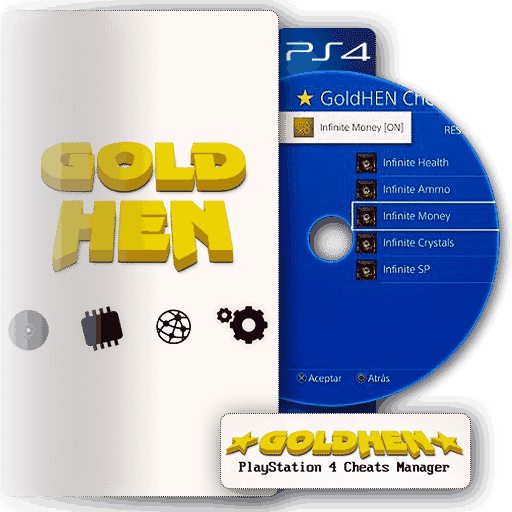 GOLD
HEN
PS4
★ GoldHEN Che
Infinite Money [ON]
RES
Infinite Health
Infinite Ammo
Infinite Money
Infinite Crystals
Infinite SP
Aceptar
Atrás
★GOLDHEN★
PlayStation 4 Cheats Manager